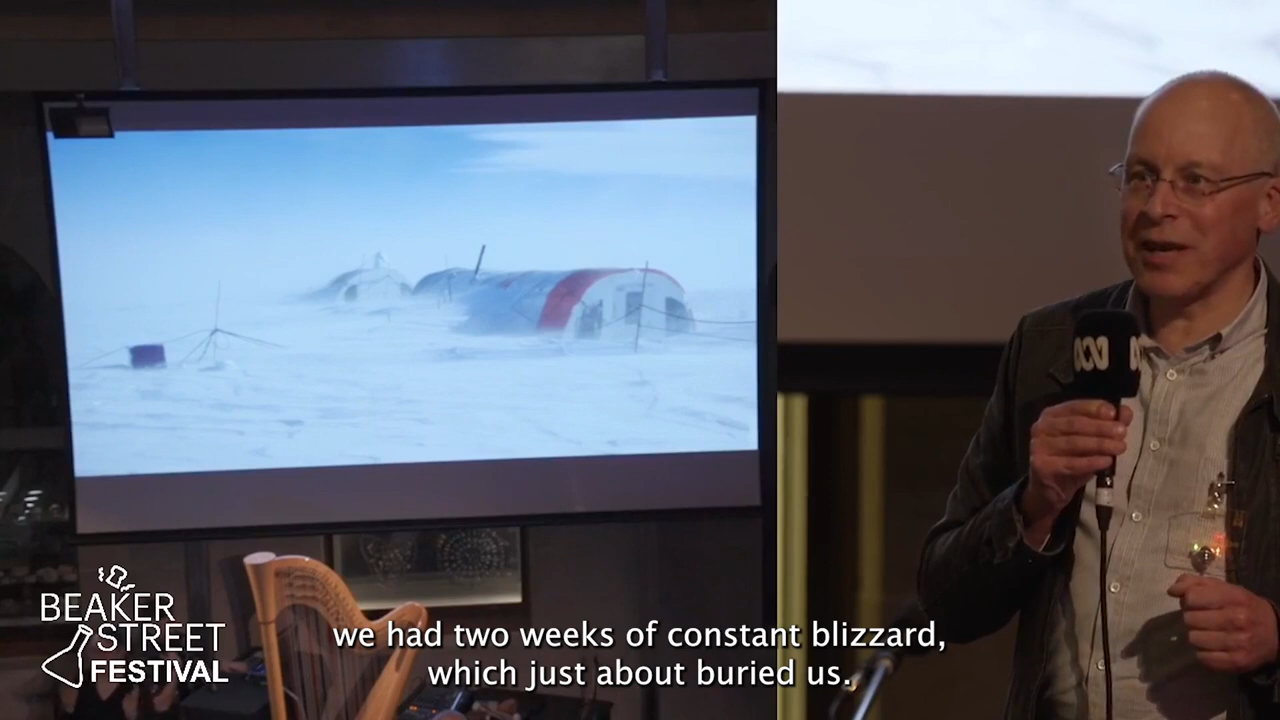 BEAKER
STREET
FESTIVAL
we had two weeks of constant blizzard,
which just about buried us.